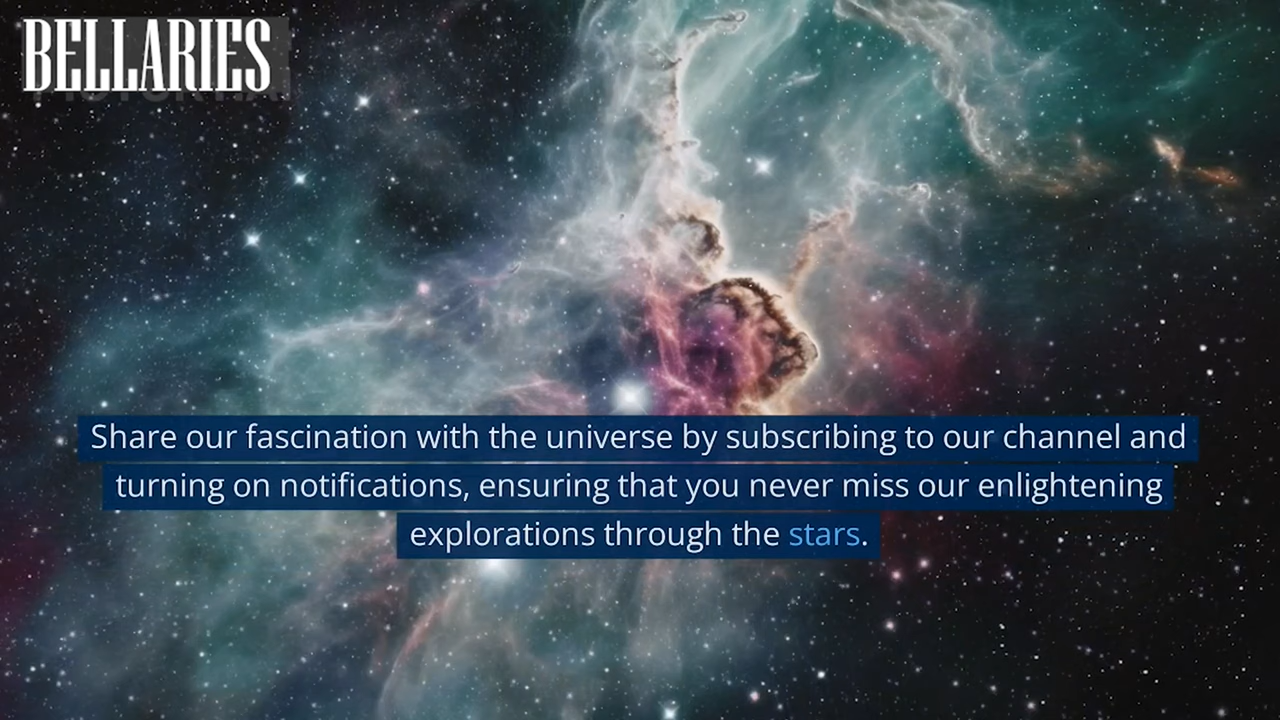 BELLARIES
Share our fascination with the universe by subscribing to our channel and
turning on notifications, ensuring that you never miss our enlightening
explorations through the stars.